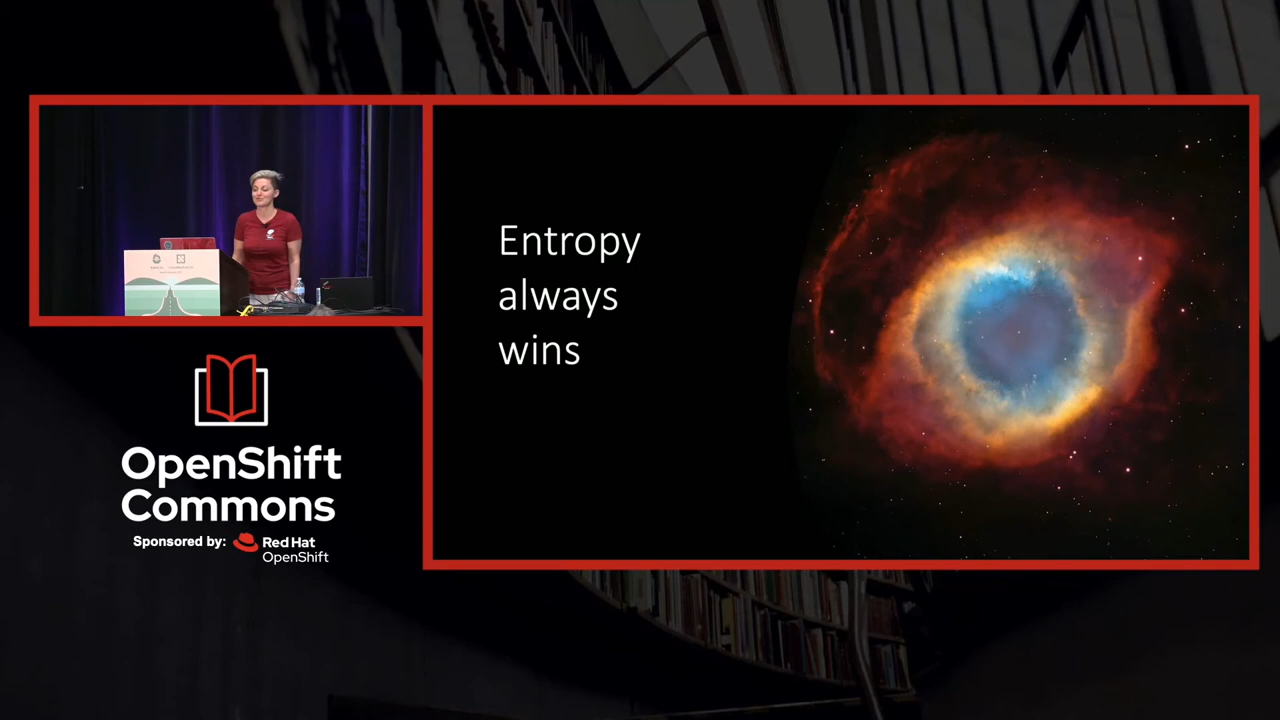 Entropy
always
wins
OpenShift
Commons
Sponsored by:
Red Hat
OpenShift